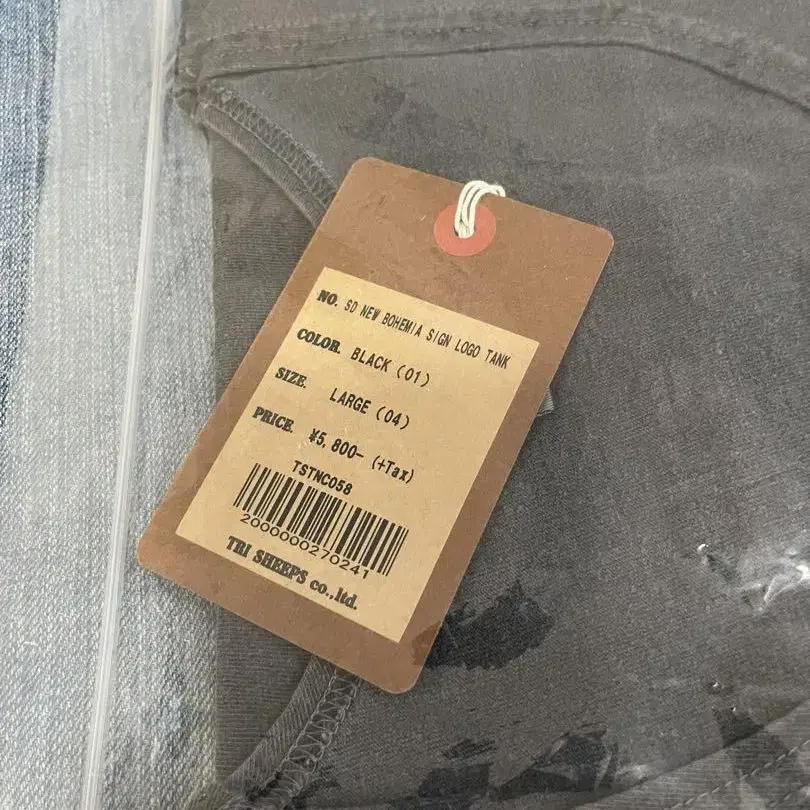 NO. SD NEW BOHEMIA SIGN LOGO TANK
COLOR. BLACK (01)
SIZE. LARGE (04)
PRICE. ¥5,800- (+Tax)
TSTNC058
2000000270241
TRI SHEEPS co.,ltd.